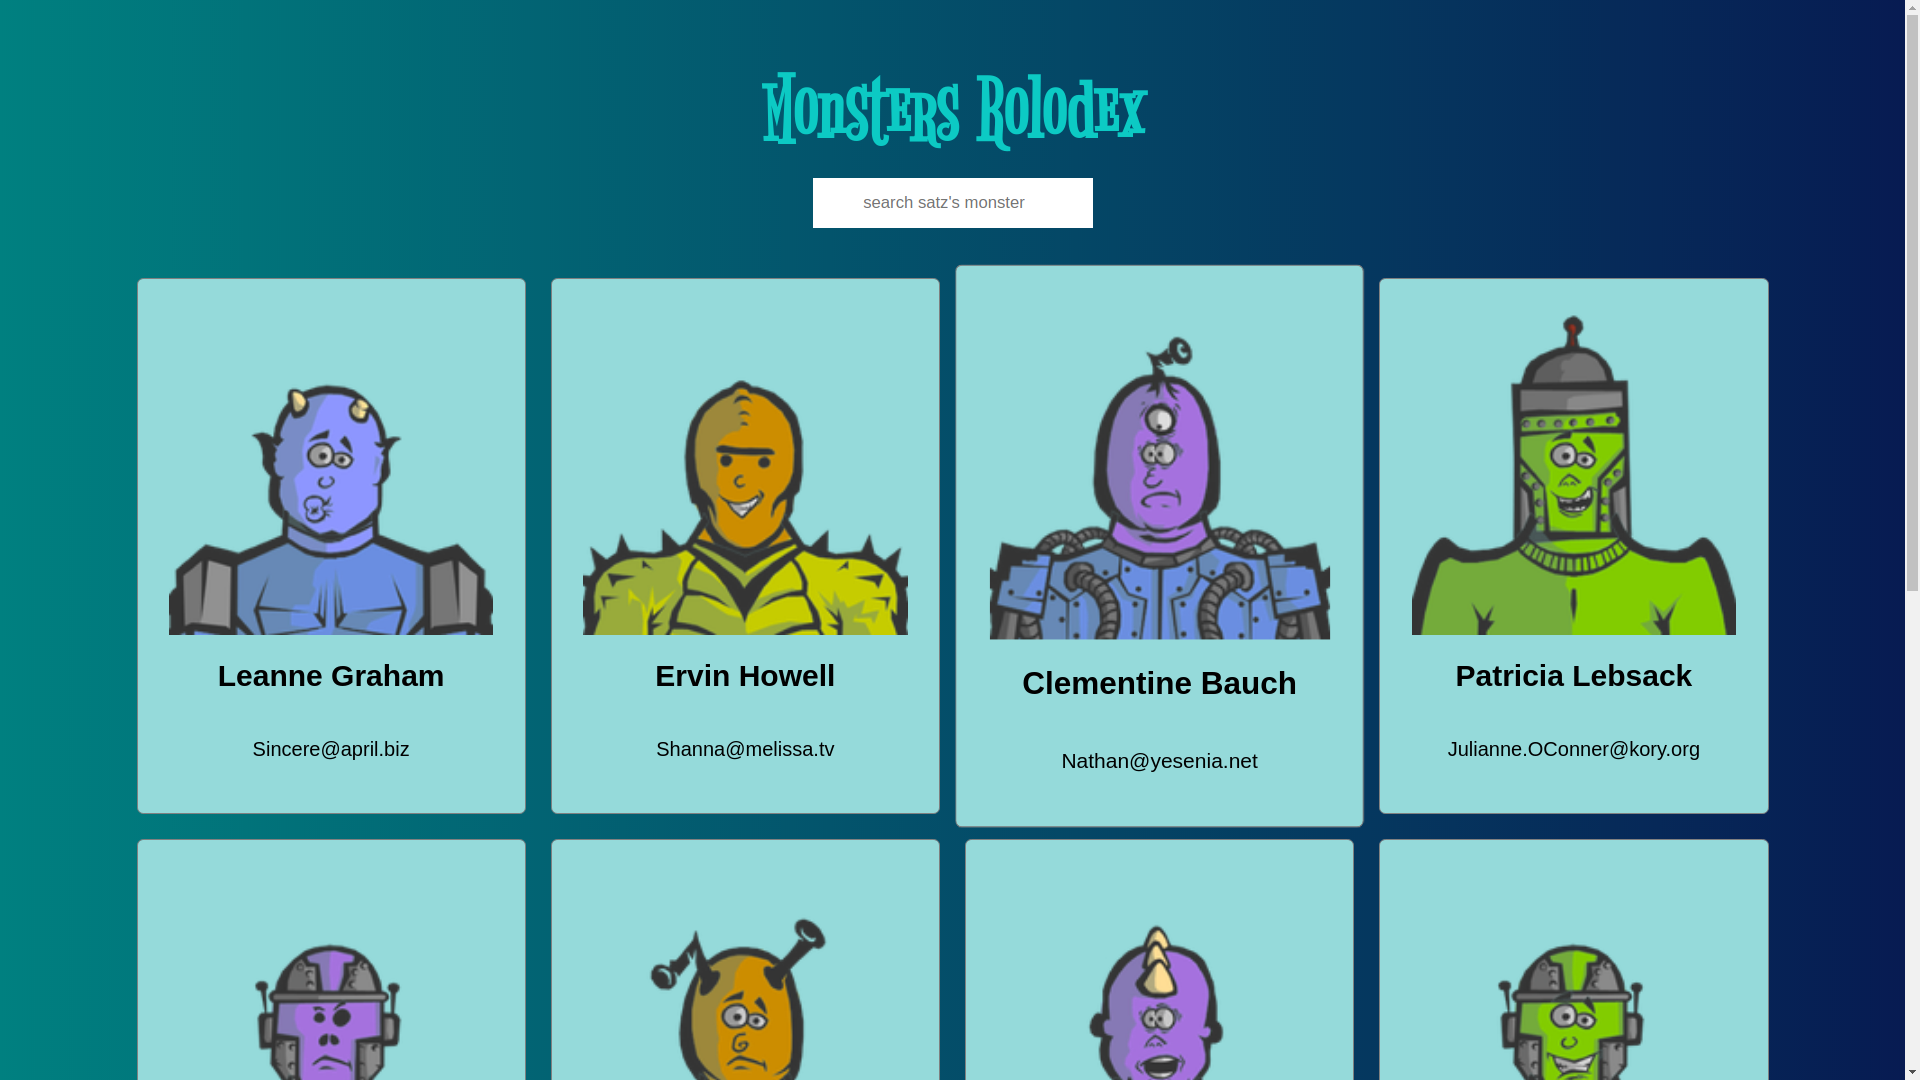 Monsters Rolodex
search satz's monster
Leanne Graham
Ervin Howell
Clementine Bauch
Patricia Lebsack
Sincere@april.biz
Shanna@melissa.tv
Nathan@yesenia.net
Julianne.OConner@kory.org